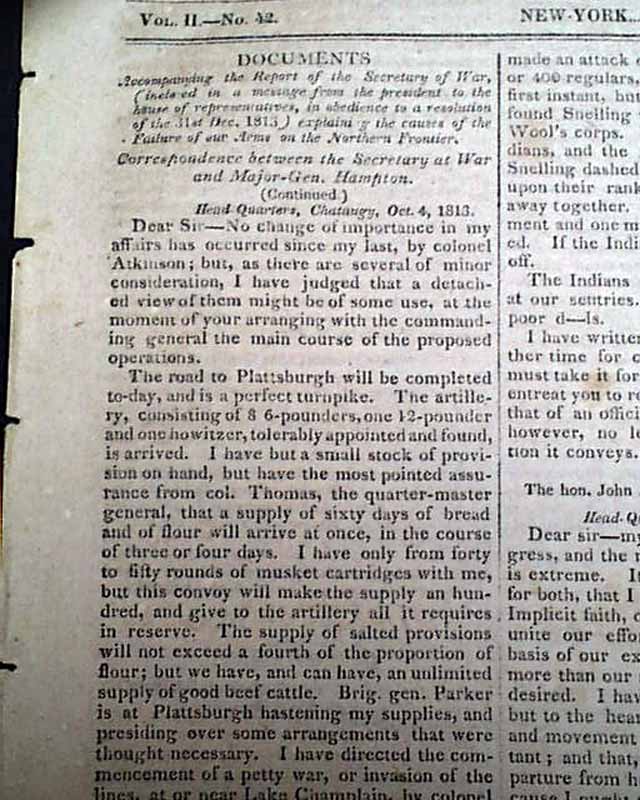 VOL. II.—No. 42.
NEW-YORK
DOCUMENTS
Accompanying the Report of the Secretary of War,
(inclosed in a message from the president to the
house of representatives, in obedience to a resolution
of the 31st Dec. 1813,) explaining the causes of the
Failure of our Arms on the Northern Frontier.
Correspondence between the Secretary at War
and Major-Gen. Hampton.
(Continued.)
Head-Quarters, Chataugy, Oct. 4, 1813.
Dear Sir—No change of importance in my
affairs has occurred since my last, by colonel
Atkinson; but, as there are several of minor
consideration, I have judged that a detach-
ed view of them might be of some use, at the
moment of your arranging with the command-
ing general the main course of the proposed
operations.
The road to Plattsburgh will be completed
to-day, and is a perfect turnpike. The artille-
ry, consisting of 8 6-pounders, one 12-pounder
and one howitzer, tolerably appointed and found,
is arrived. I have but a small stock of provi-
sion on hand, but have the most pointed assu-
rance from col. Thomas, the quarter-master
general, that a supply of sixty days of bread
and of flour will arrive at once, in the course
of three or four days. I have only from forty
to fifty rounds of musket cartridges with me,
but this convoy will make the supply an hun-
dred, and give to the artillery all it requires
in reserve. The supply of salted provisions
will not exceed a fourth of the proportion of
flour; but we have, and can have, an unlimited
supply of good beef cattle. Brig. gen. Parker
is at Plattsburgh hastening my supplies, and
presiding over some arrangements that were
thought necessary. I have directed the com-
mencement of a petty war, or invasion of the
lines, at or near Lake Champlain, by colonel
made an attack
or 400 regulars.
first instant, but
found Snelling
Wool's corps.
dians, and the
Snelling dashed
upon their rank
away together.
ment and one m
ed. If the Indi
off.
The Indians
at our sentries.
poor d—ls.
I have written
ther time for c
must take it for
entreat you to re
that of an offici
however, no le
tion it conveys.
The hon. John
Head-Qu
Dear sir—my
gress, and the r
is extreme. I
for both, that I
Implicit faith, c
unite our effo
basis of our ex
more than our
desired. I hav
but to the hear
and movement
tant; and that,
parture from h
cause I ought